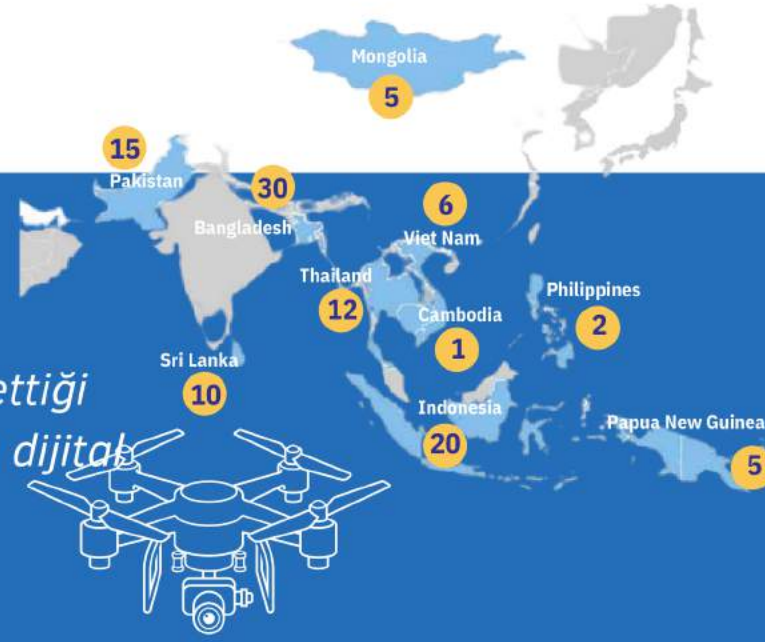 Mongolia
5
15
Pakistan
30
Bangladesh
6
Viet Nam
Thailand
12
Cambodia
1
Philippines
2
Sri Lanka
10
Indonesia
20
Papua New Guinea
5
ettiği
dijital